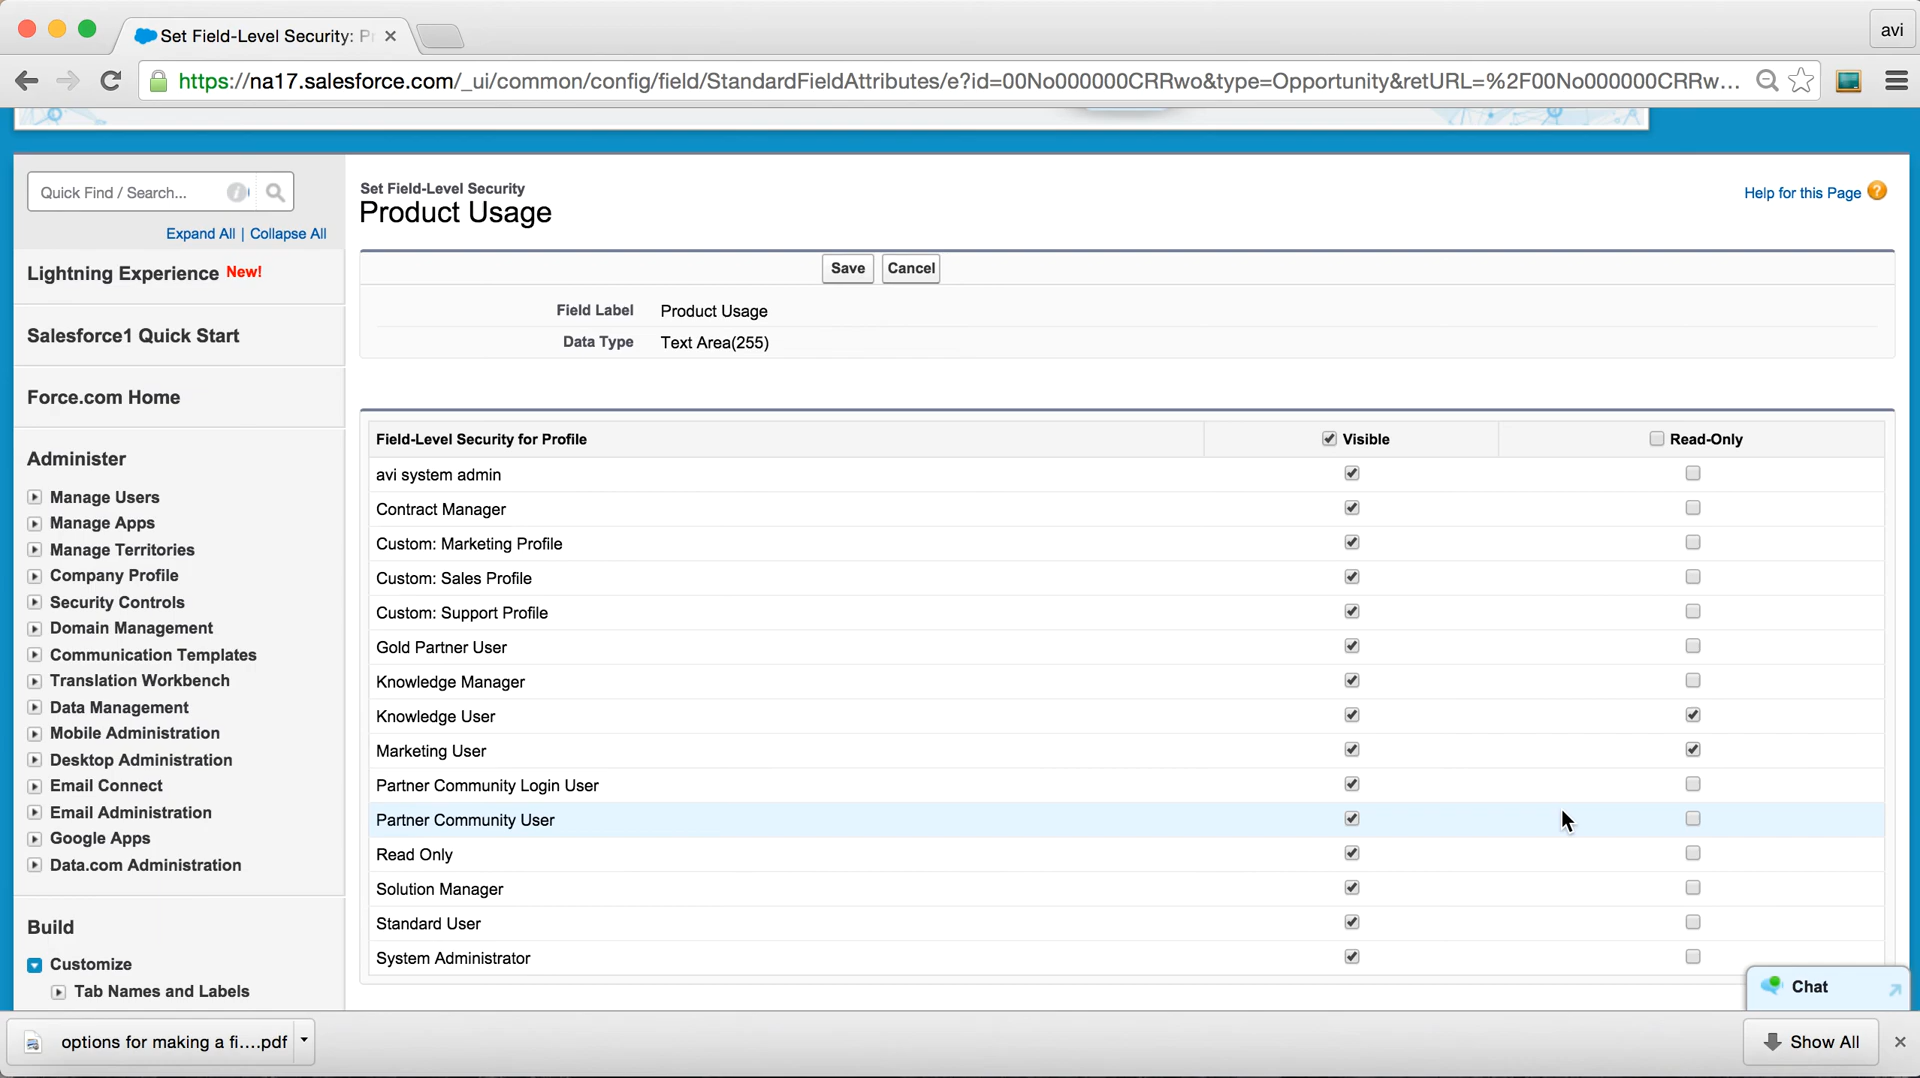 Set Field-Level Security: P
avi
https://na17.salesforce.com/_ui/common/config/field/StandardFieldAttributes/e?id=00No000000CRRwo&type=Opportunity&retURL=%2F00No000000CRRw...
Quick Find / Search...
Expand All | Collapse All
Lightning Experience New!
Salesforce1 Quick Start
Force.com Home
Administer
Manage Users
Manage Apps
Manage Territories
Company Profile
Security Controls
Domain Management
Communication Templates
Translation Workbench
Data Management
Mobile Administration
Desktop Administration
Email Connect
Email Administration
Google Apps
Data.com Administration
Build
Customize
Tab Names and Labels
Set Field-Level Security
Product Usage
Help for this Page ?
Save Cancel
Field Label Product Usage
Data Type Text Area(255)
Field-Level Security for Profile Visible Read-Only
avi system admin
Contract Manager
Custom: Marketing Profile
Custom: Sales Profile
Custom: Support Profile
Gold Partner User
Knowledge Manager
Knowledge User
Marketing User
Partner Community Login User
Partner Community User
Read Only
Solution Manager
Standard User
System Administrator
Chat
options for making a fi....pdf
Show All